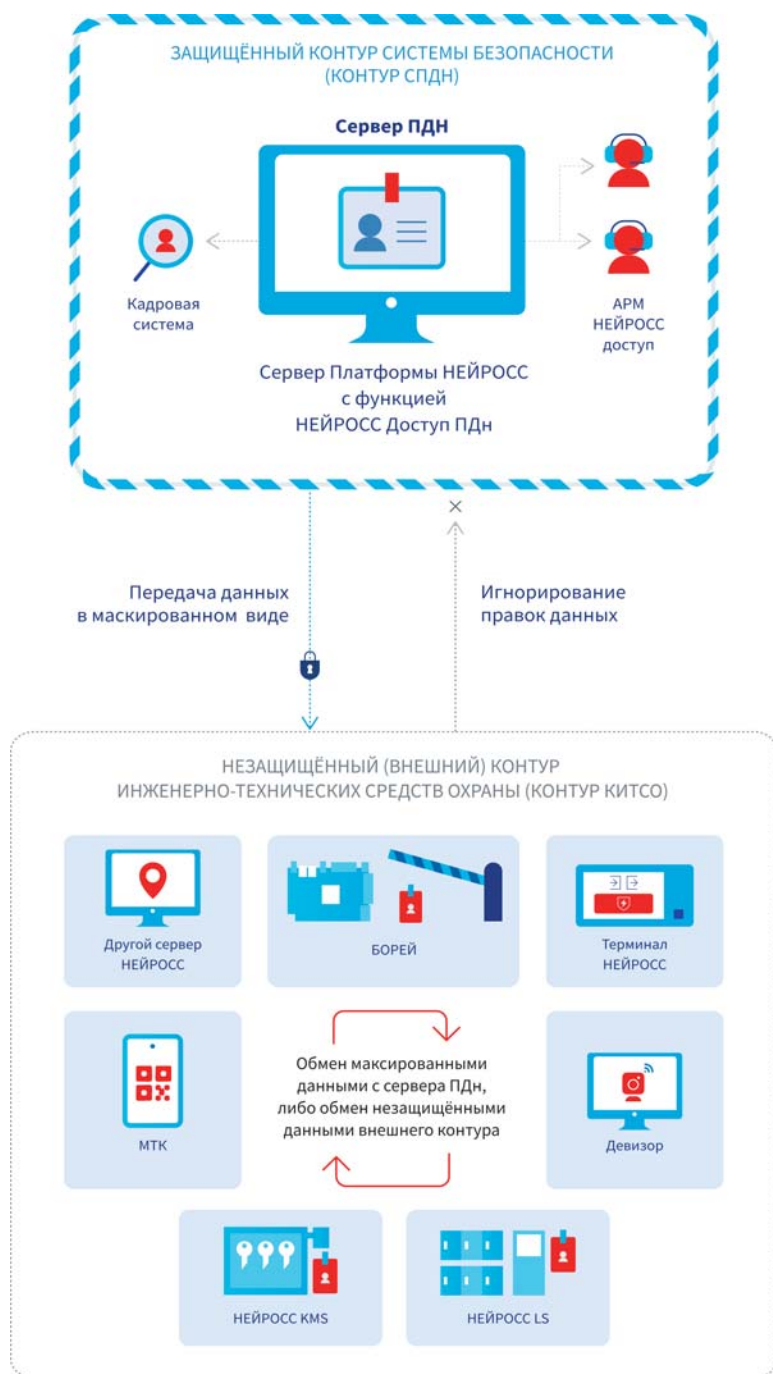 ЗАЩИЩЁННЫЙ КОНТУР СИСТЕМЫ БЕЗОПАСНОСТИ
(КОНТУР СПДН)
Сервер ПДН
Кадровая
система
АРМ
НЕЙРОСС
доступ
Сервер Платформы НЕЙРОСС
с функцией
НЕЙРОСС Доступ ПДн
Передача данных
в маскированном виде
Игнорирование
правок данных
НЕЗАЩИЩЁННЫЙ (ВНЕШНИЙ) КОНТУР
ИНЖЕНЕРНО-ТЕХНИЧЕСКИХ СРЕДСТВ ОХРАНЫ (КОНТУР КИТСО)
Другой сервер
НЕЙРОСС
БОРЕЙ
Терминал
НЕЙРОСС
МТК
Обмен максированными
данными с сервера ПДн,
либо обмен незащищёнными
данными внешнего контура
Девизор
НЕЙРОСС KMS
НЕЙРОСС LS